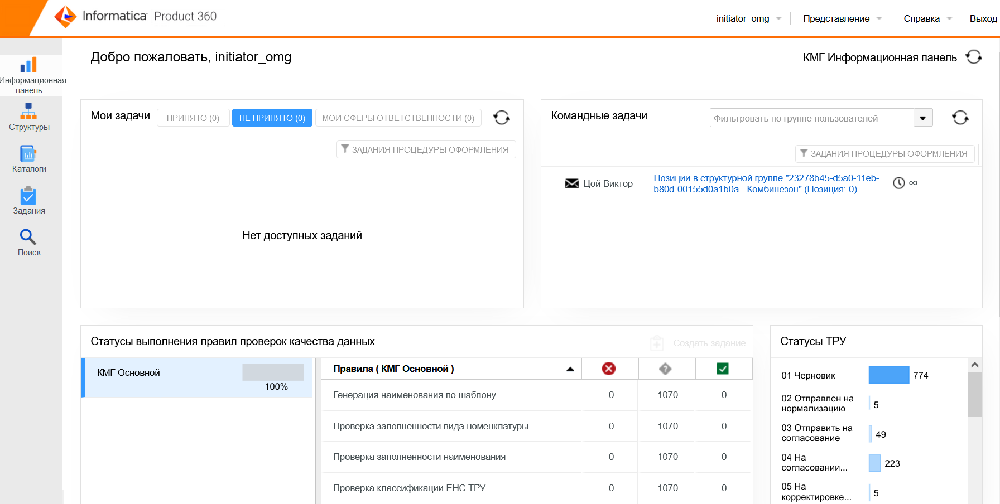 Informatica Product 360
initiator_omg
Представление
Справка
Выход
Информационная
панель
Структуры
Каталоги
Задания
Поиск
Добро пожаловать, initiator_omg
КМГ Информационная панель
Мои задачи
ПРИНЯТО (0)
НЕ ПРИНЯТО (0)
МОИ СФЕРЫ ОТВЕТСТВЕННОСТИ (0)
ЗАДАНИЯ ПРОЦЕДУРЫ ОФОРМЛЕНИЯ
Нет доступных заданий
Командные задачи
Фильтровать по группе пользователей
ЗАДАНИЯ ПРОЦЕДУРЫ ОФОРМЛЕНИЯ
Цой Виктор
Позиции в структурной группе "23278b45-d5a0-11eb-
b80d-00155d0a1b0a - Комбинезон" (Позиция: 0)
∞
Статусы выполнения правил проверок качества данных
Создать задание
КМГ Основной
100%
Правила ( КМГ Основной )
Генерация наименования по шаблону 0 1070 0
Проверка заполненности вида номенклатуры 0 1070 0
Проверка заполненности наименования 0 1070 0
Проверка классификации ЕНС ТРУ 0 1070 0
Статусы ТРУ
01 Черновик 774
02 Отправлен на
нормализацию 5
03 Отправить на
согласование 49
04 На
согласовании... 223
05 На
корректировке... 5